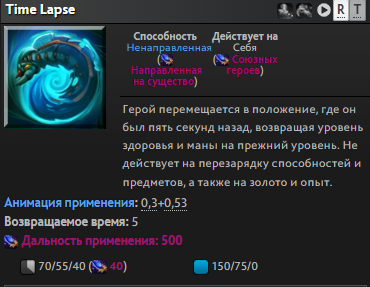 Time Lapse
R T
Способность Действует на
Ненаправленная Себя
( Направленная на существо) ( Союзных героев)
Герой перемещается в положение, где он
был пять секунд назад, возвращая уровень
здоровья и маны на прежний уровень. Не
действует на перезарядку способностей и
предметов, а также на золото и опыт.
Анимация применения: 0,3+0,53
Возвращаемое время: 5
Дальность применения: 500
70/55/40 ( 40) 150/75/0